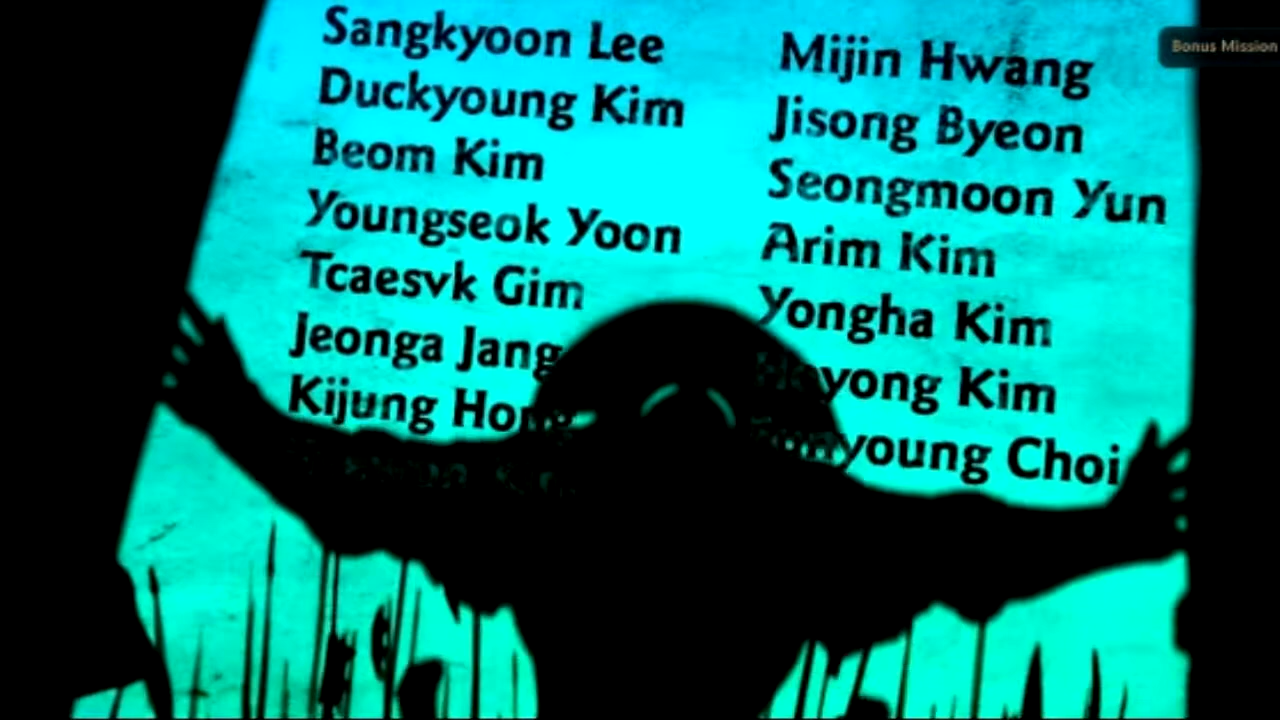 Sangkyoon Lee
Duckyoung Kim
Beom Kim
Youngseok Yoon
Tcaesvk Gim
Jeonga Jang
Kijung
Mijin Hwang
Jisong Byeon
Seongmoon Yun
Arim Kim
Yongha Kim
Kim
Choi
Bonus Mission